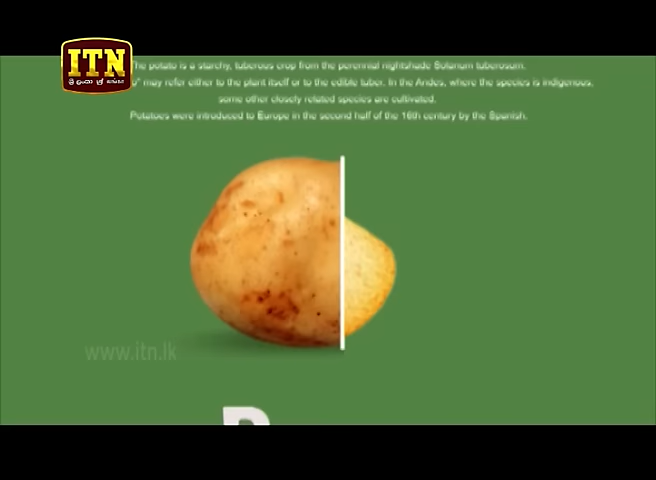 ITN
ශ්‍රී ලංකා
The potato is a starchy, tuberous crop from the perennial nightshade Solanum tuberosum.
may refer either to the plant itself or to the edible tuber. In the Andes, where the species is indigenous,
some other closely related species are cultivated.
Potatoes were introduced to Europe in the second half of the 16th century by the Spanish.
www.itn.lk